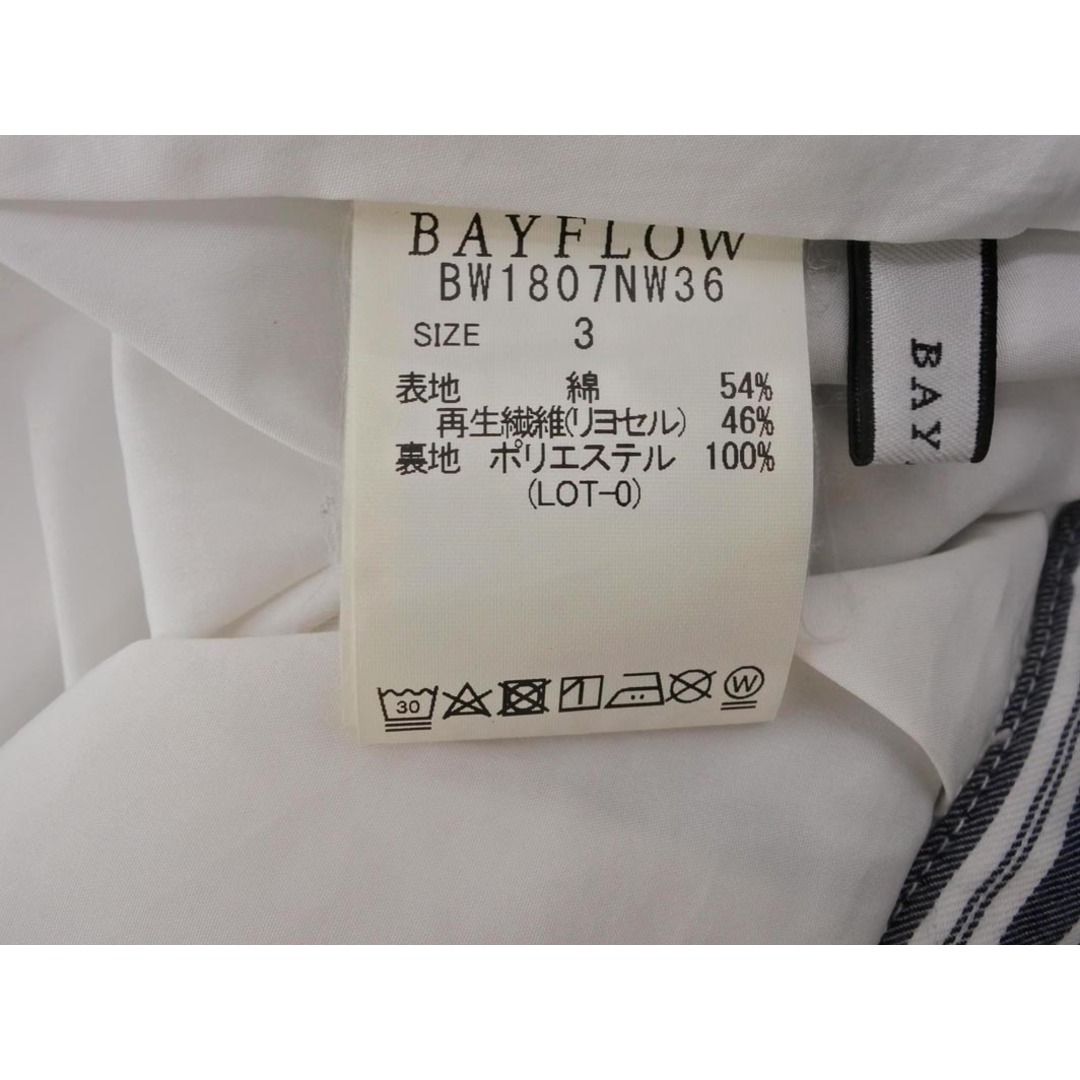 BAYFLOW
BW1807NW36
SIZE 3
表地 綿 54%
再生繊維(リヨセル) 46%
裏地 ポリエステル 100%
(LOT-0)
30 W
BAY